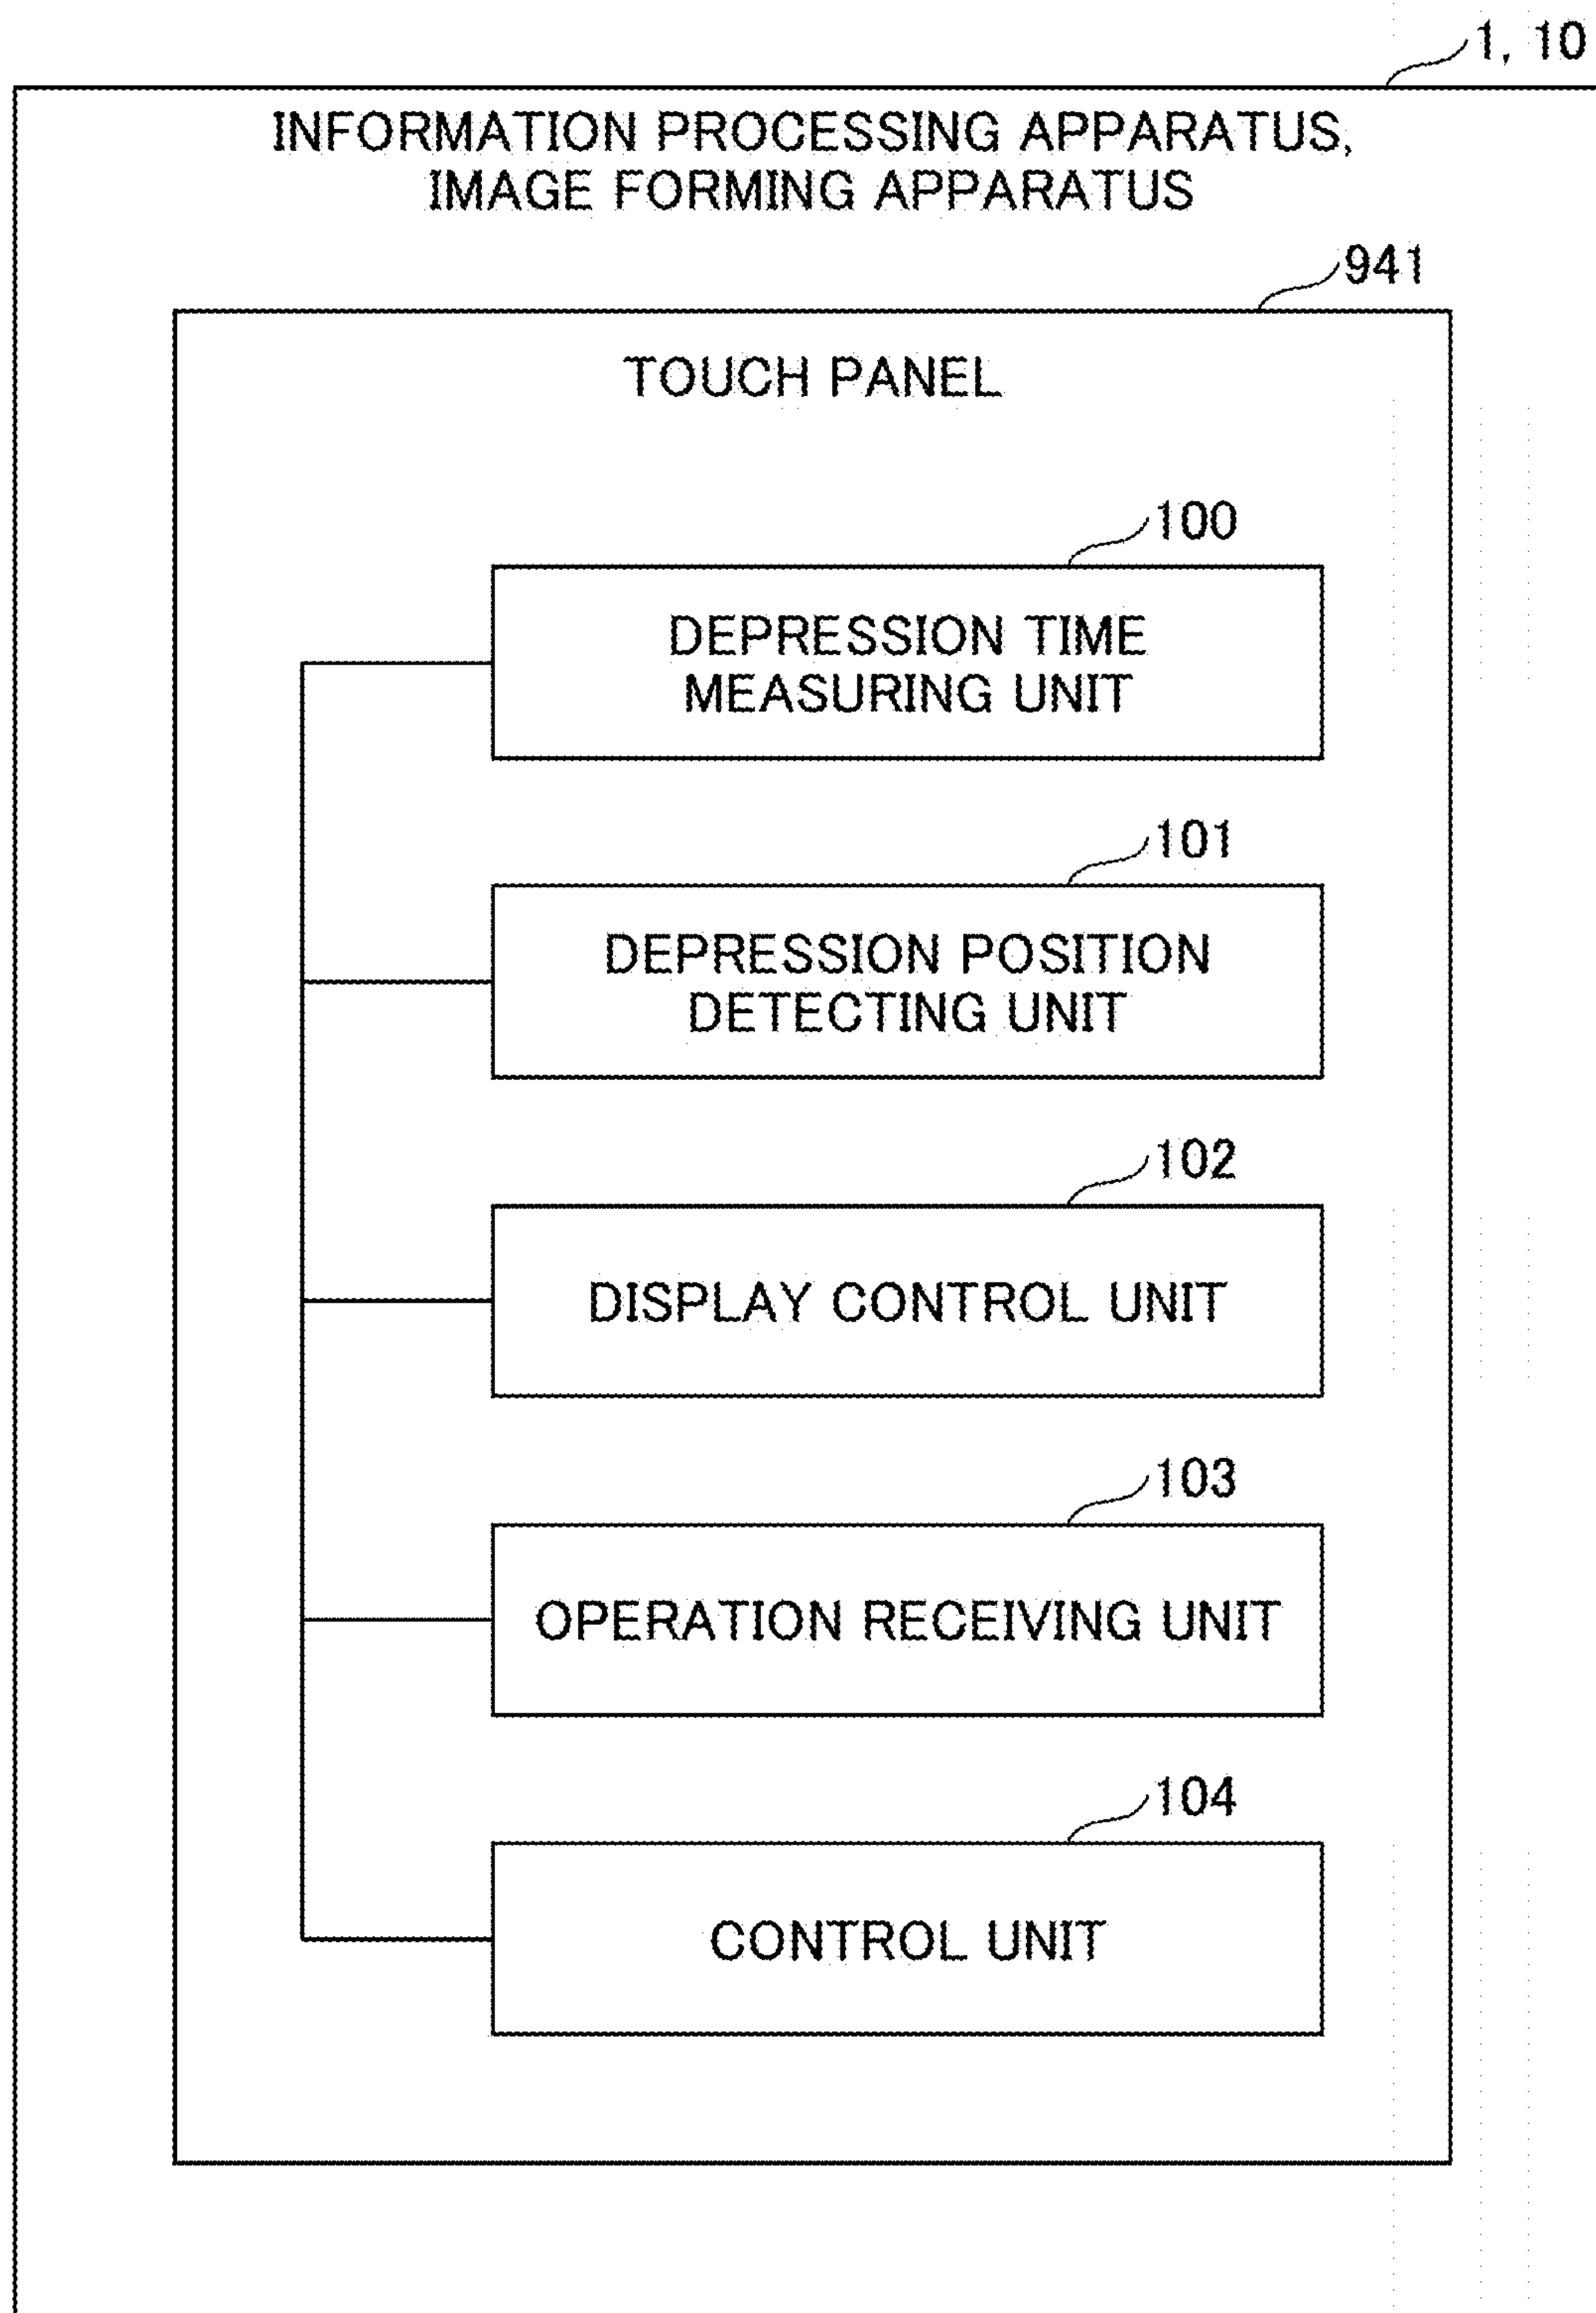 1, 10
INFORMATION PROCESSING APPARATUS,
IMAGE FORMING APPARATUS
941
TOUCH PANEL
100
DEPRESSION TIME
MEASURING UNIT
101
DEPRESSION POSITION
DETECTING UNIT
102
DISPLAY CONTROL UNIT
103
OPERATION RECEIVING UNIT
104
CONTROL UNIT